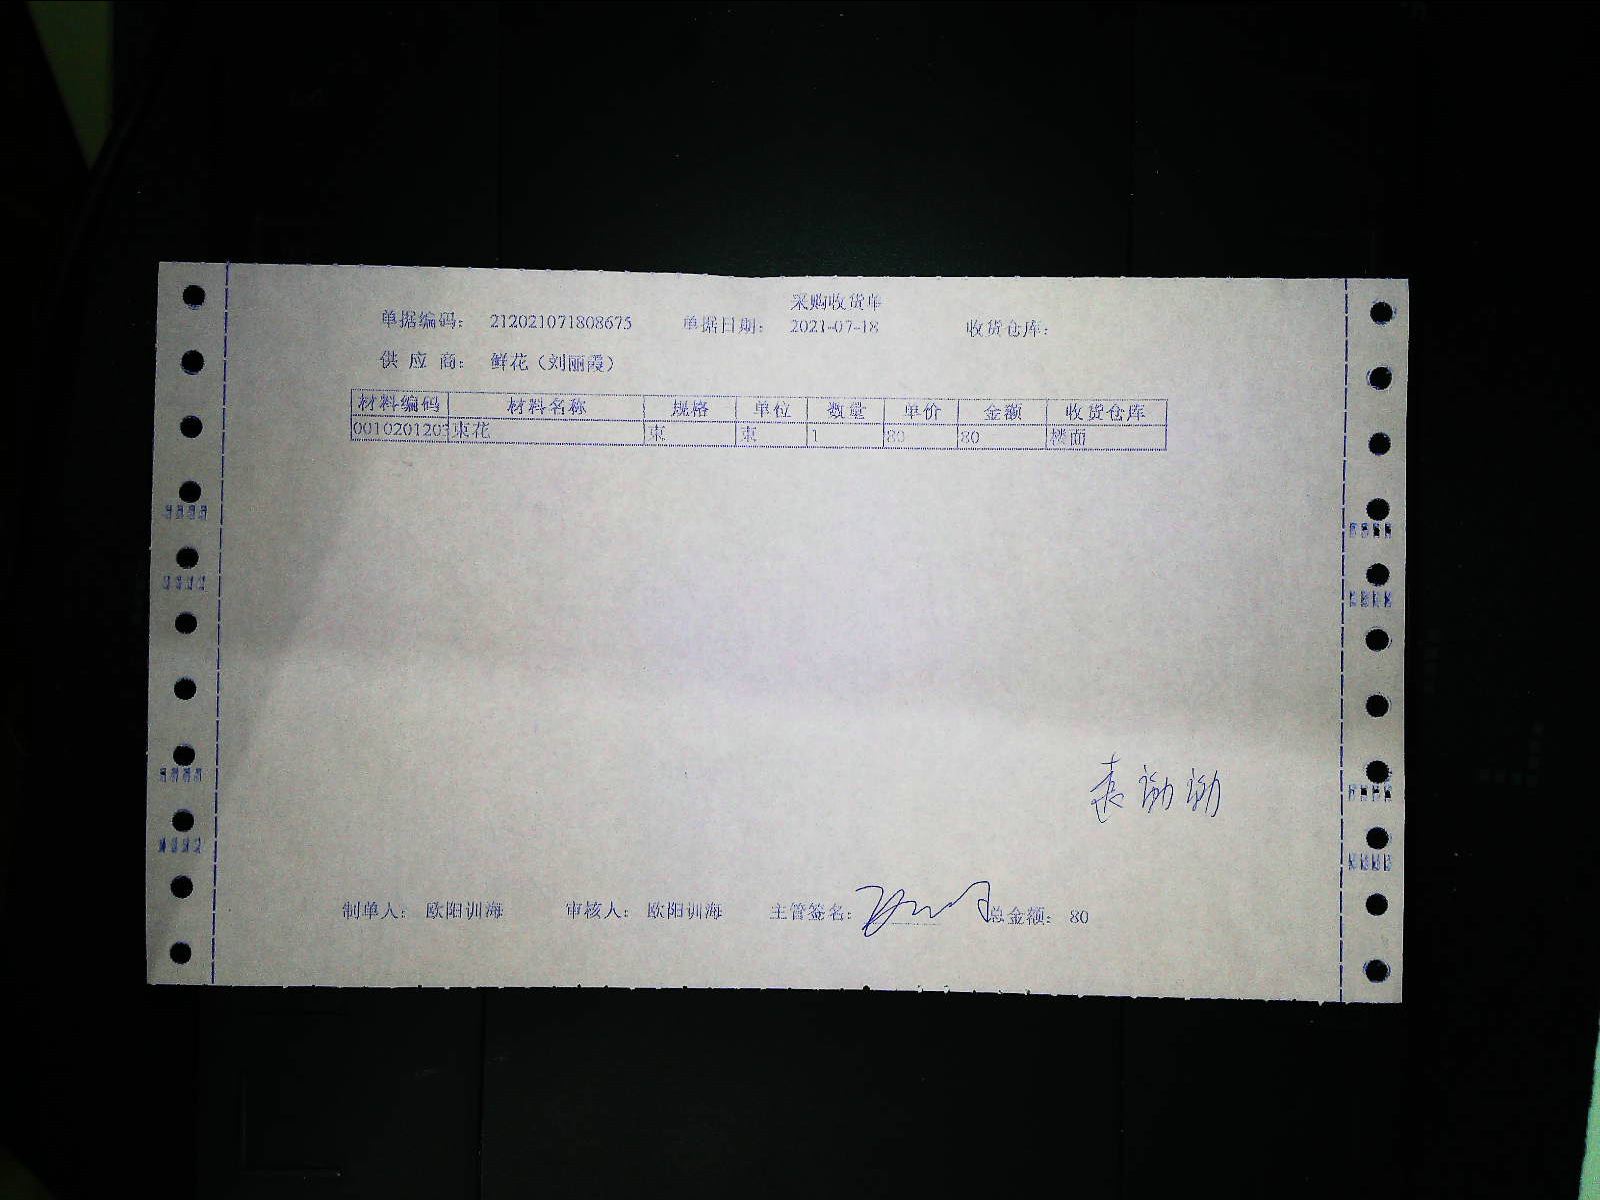 采购收货单
单据编码: 212021071808675 单据日期: 2021-07-18 收货仓库:
供应商: 鲜花（刘丽霞）
材料编码 材料名称 规格 单位 数量 单价 金额 收货仓库
0010201203 束花 束 束 1 80 80 楼面
制单人: 欧阳训海 审核人: 欧阳训海 主管签名: 总金额: 80